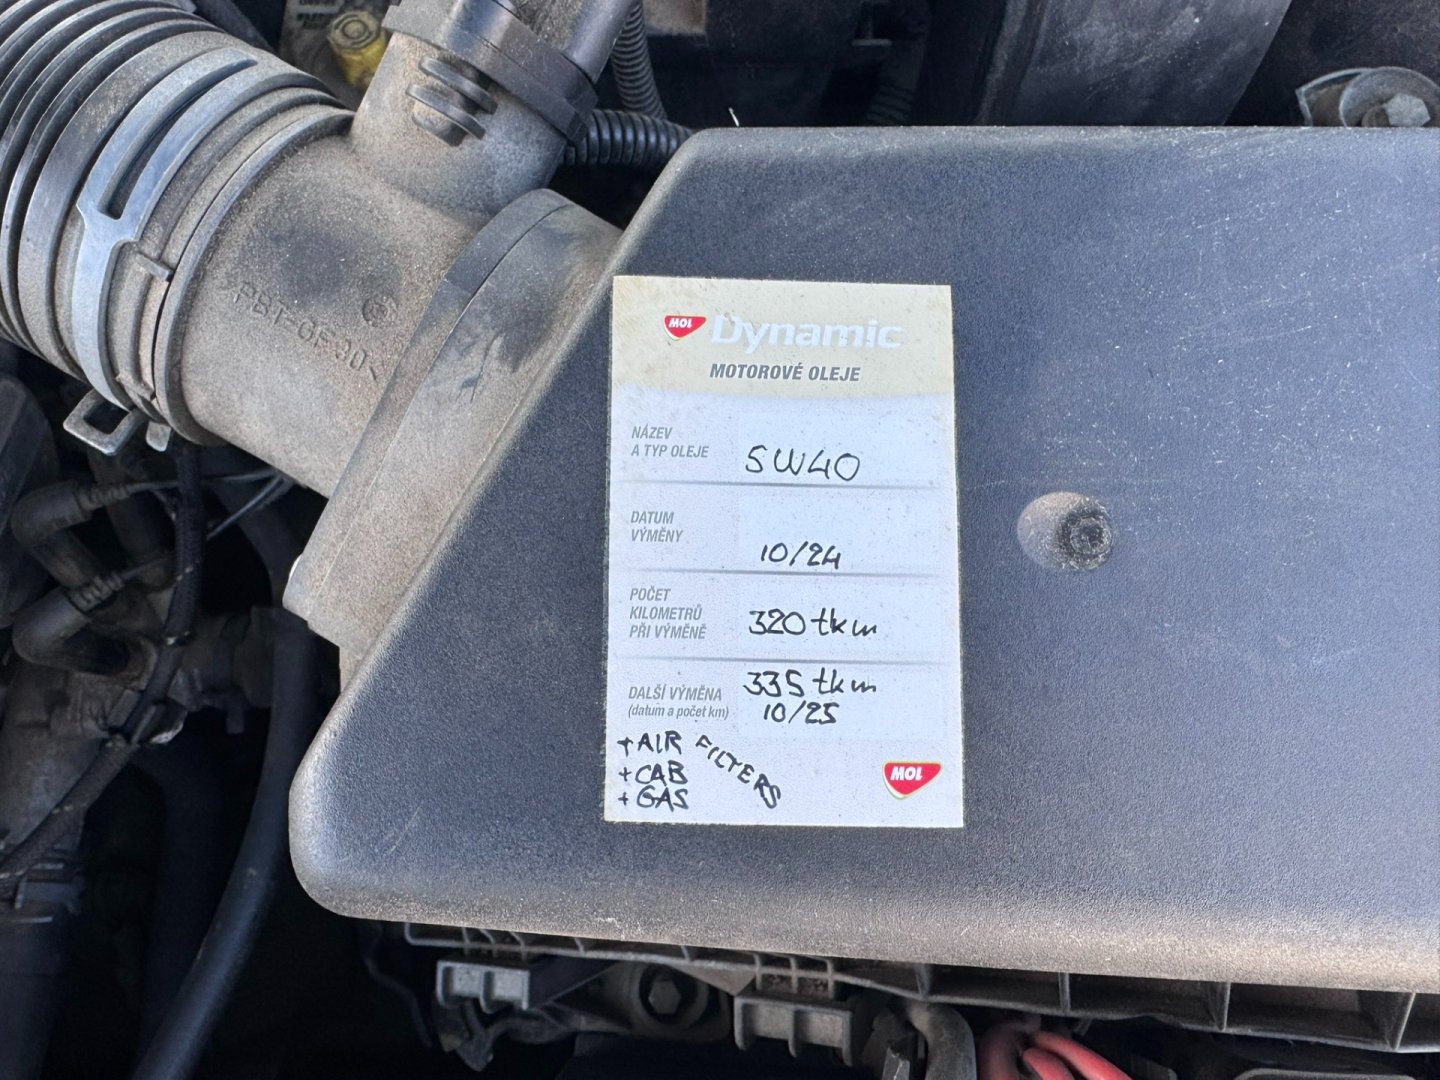 >PBT-GF30<
MOL Dynamic
MOTOROVÉ OLEJE
NÁZEV
A TYP OLEJE 5W40
DATUM
VÝMĚNY 10/24
POČET
KILOMETRŮ
PŘI VÝMĚNĚ 320 tkm
DALŠÍ VÝMĚNA 335 tkm
(datum a počet km) 10/25
+ AIR FILTERS
+ CAB
+ GAS
MOL